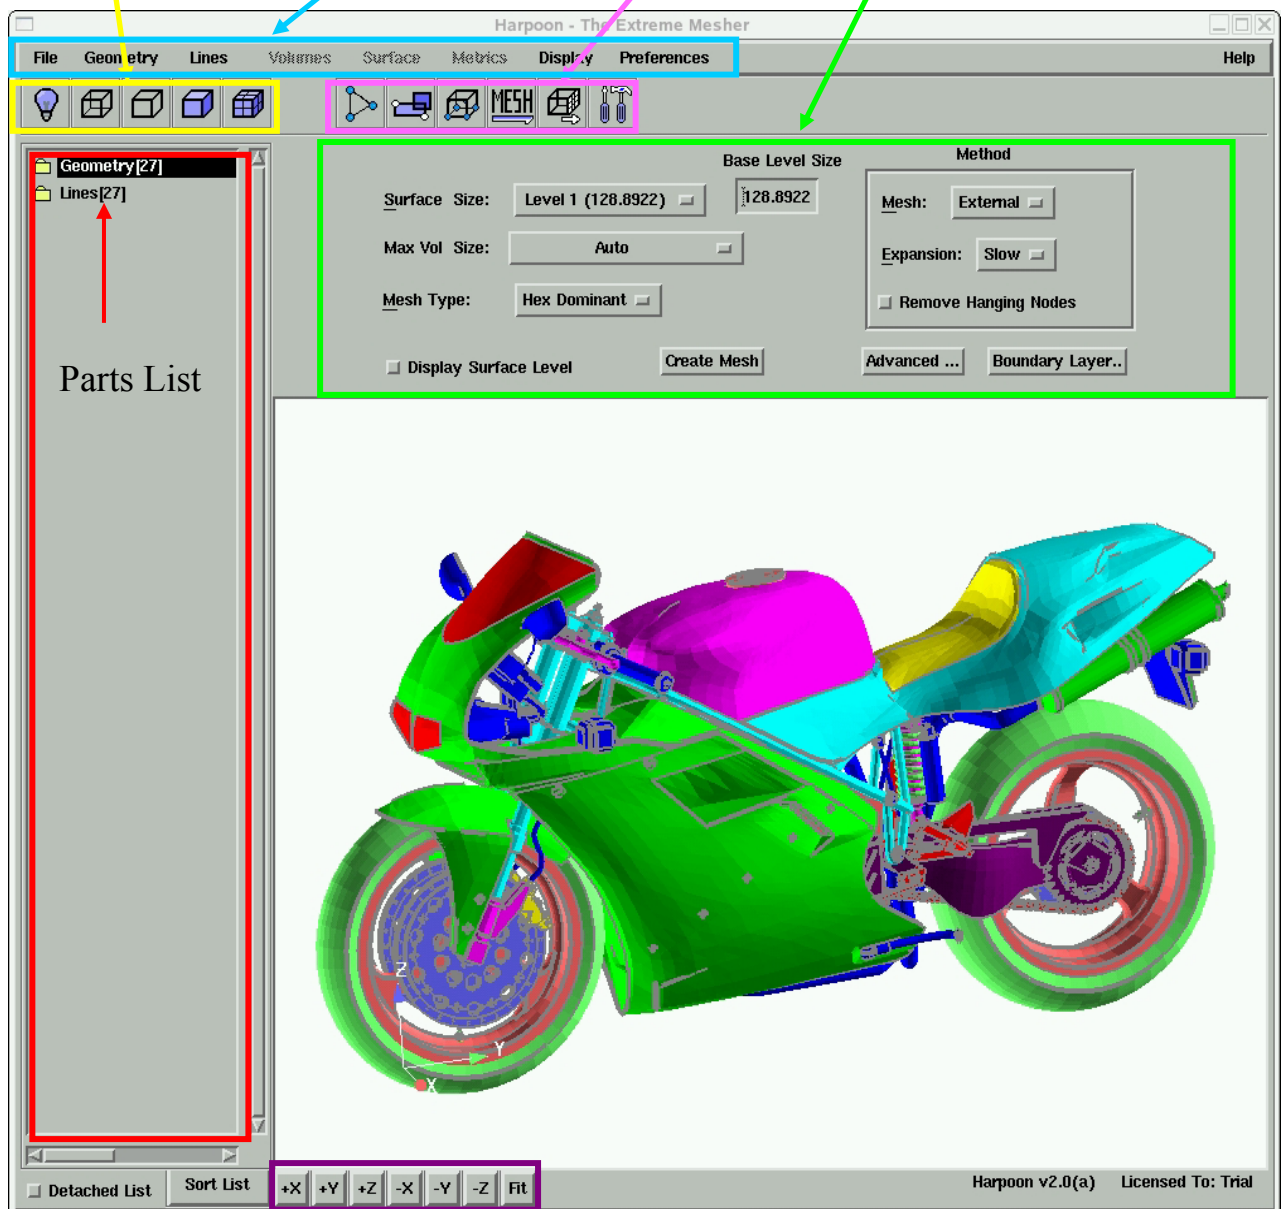 Harpoon - The Extreme Mesher
File Geometry Lines Volumes Surface Metrics Display Preferences Help
MESH
Geometry[27]
Lines[27]
Parts List
Base Level Size
Method
Surface Size: Level 1 (128.8922) 128.8922
Mesh: External
Max Vol Size: Auto
Expansion: Slow
Mesh Type: Hex Dominant
Remove Hanging Nodes
Display Surface Level Create Mesh Advanced ... Boundary Layer..
Z
Y
X
Detached List Sort List +X +Y +Z -X -Y -Z Fit Harpoon v2.0(a) Licensed To: Trial